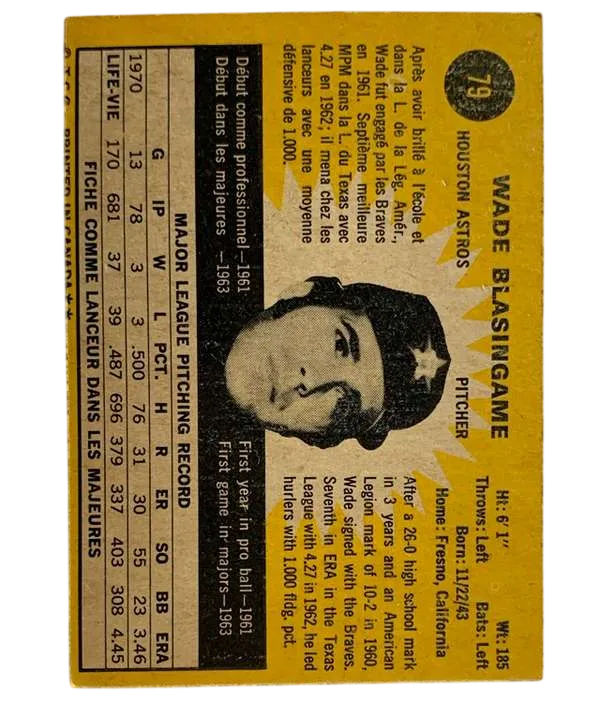 79
WADE BLASINGAME
HOUSTON ASTROS PITCHER
Ht: 6' 1" Wt: 185
Throws: Left Bats: Left
Born: 11/22/43
Home: Fresno, California
Après avoir brillé à l'école et
dans la L. de la Lég. Amér.,
Wade fut engagé par les Braves
en 1961. Septième meilleure
MPM dans la L. du Texas avec
4.27 en 1962; il mena chez les
lanceurs avec une moyenne
défensive de 1.000.
After a 26-0 high school mark
in 3 years and an American
Legion mark of 10-2 in 1960,
Wade signed with the Braves.
Seventh in ERA in the Texas
League with 4.27 in 1962, he led
hurlers with 1.000 fldg. pct.
Début comme professionnel—1961
Début dans les majeures —1963
First year in pro ball—1961
First game in majors—1963
MAJOR LEAGUE PITCHING RECORD
G IP W L PCT. H R ER SO BB ERA
1970 13 78 3 3 .500 76 31 30 55 23 3.46
LIFE-VIE 170 681 37 39 .487 696 379 337 403 308 4.45
FICHE COMME LANCEUR DANS LES MAJEURES
© T.C.G. PRINTED IN CANADA★★